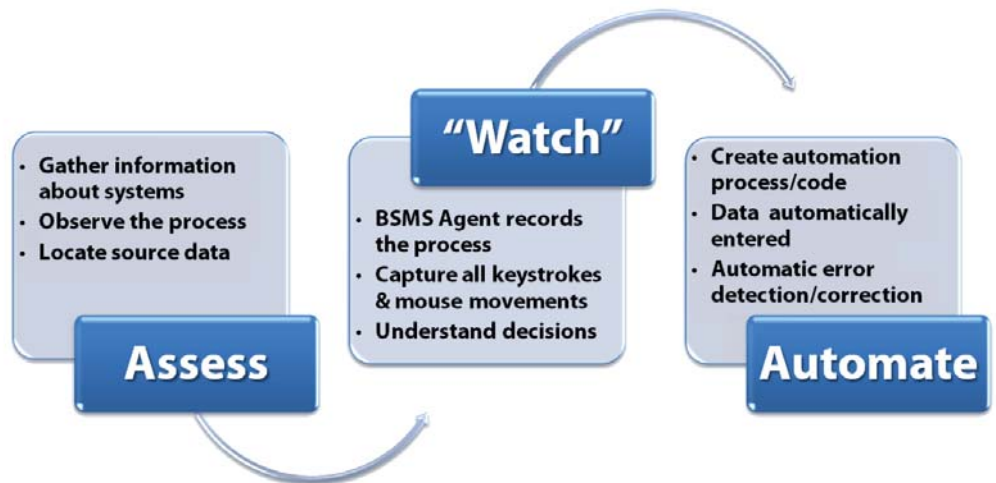 • Gather information
about systems
• Observe the process
• Locate source data
Assess
“Watch”
• BSMS Agent records
the process
• Capture all keystrokes
& mouse movements
• Understand decisions
• Create automation
process/code
• Data automatically
entered
• Automatic error
detection/correction
Automate